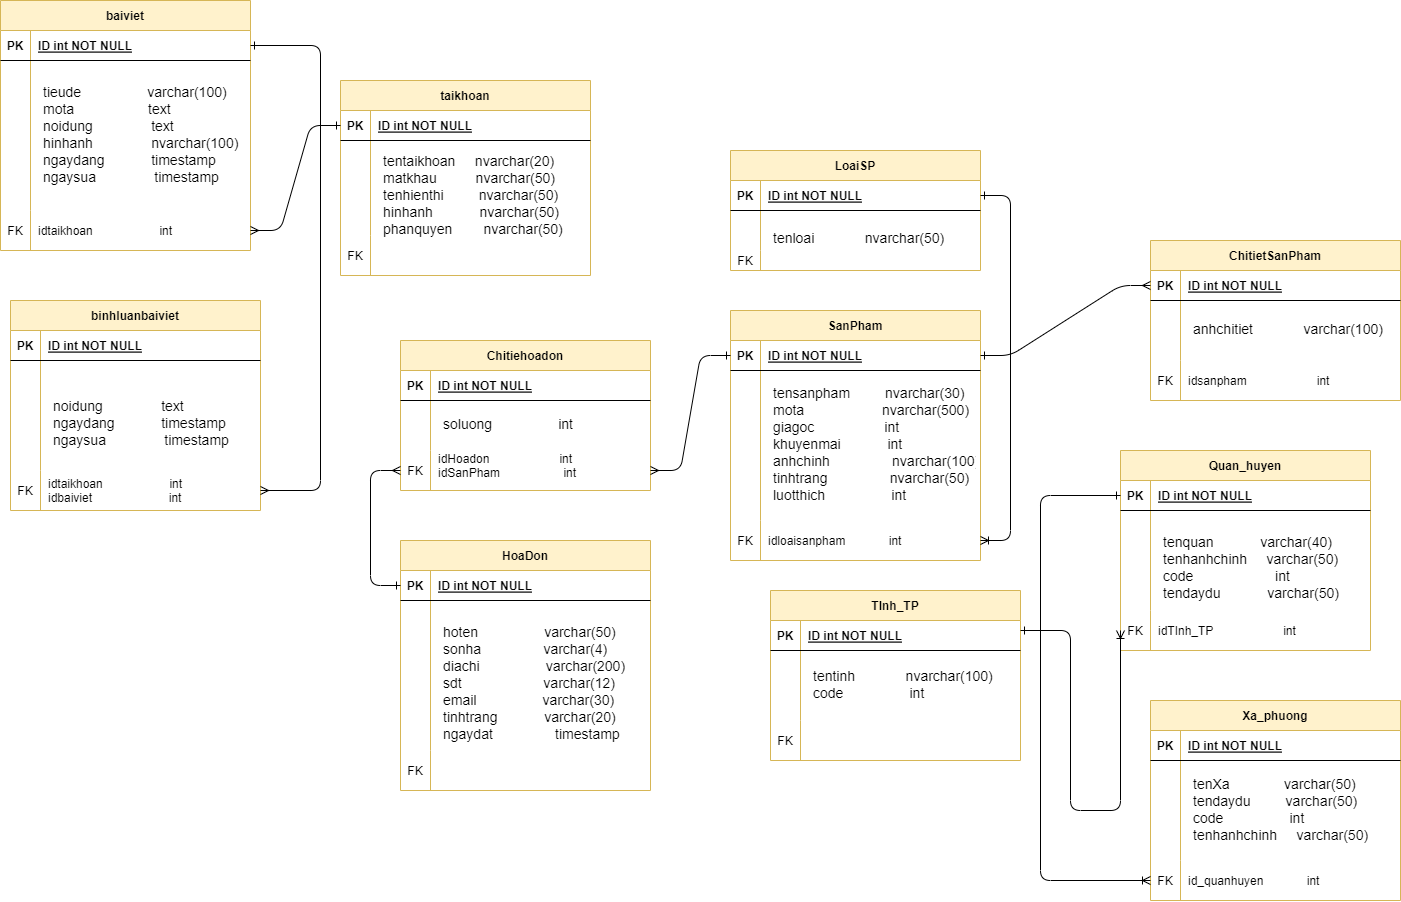 baiviet
PK ID int NOT NULL
tieude varchar(100)
mota text
noidung text
hinhanh nvarchar(100)
ngaydang timestamp
ngaysua timestamp
FK idtaikhoan int
taikhoan
PK ID int NOT NULL
tentaikhoan nvarchar(20)
matkhau nvarchar(50)
tenhienthi nvarchar(50)
hinhanh nvarchar(50)
phanquyen nvarchar(50)
FK
binhluanbaiviet
PK ID int NOT NULL
noidung text
ngaydang timestamp
ngaysua timestamp
idtaikhoan int
FK
idbaiviet int
Chitiehoadon
PK ID int NOT NULL
soluong int
idHoadon int
FK
idSanPham int
HoaDon
PK ID int NOT NULL
hoten varchar(50)
sonha varchar(4)
diachi varchar(200)
sdt varchar(12)
email varchar(30)
tinhtrang varchar(20)
ngaydat timestamp
FK
LoaiSP
PK ID int NOT NULL
tenloai nvarchar(50)
FK
SanPham
PK ID int NOT NULL
tensanpham nvarchar(30)
mota nvarchar(500)
giagoc int
khuyenmai int
anhchinh nvarchar(100
tinhtrang nvarchar(50)
luotthich int
FK idloaisanpham int
ChitietSanPham
PK ID int NOT NULL
anhchitiet varchar(100)
FK idsanpham int
Quan_huyen
PK ID int NOT NULL
tenquan varchar(40)
tenhanhchinh varchar(50)
code int
tendaydu varchar(50)
FK idTInh_TP int
TInh_TP
PK ID int NOT NULL
tentinh nvarchar(100)
code int
FK
Xa_phuong
PK ID int NOT NULL
tenXa varchar(50)
tendaydu varchar(50)
code int
tenhanhchinh varchar(50)
FK id_quanhuyen int